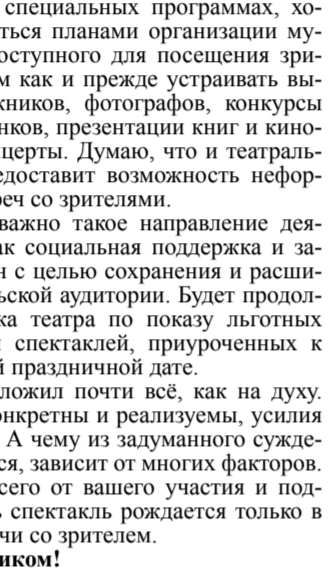 специальных программах, хо-
ться планами организации му-
оступного для посещения зри-
м как и прежде устраивать вы-
жников, фотографов, конкурсы
нков, презентации книг и кино-
церты. Думаю, что и театраль-
едоставит возможность нефор-
реч со зрителями.
важно такое направление дея-
ак социальная поддержка и за-
н с целью сохранения и расши-
ьской аудитории. Будет продол-
ка театра по показу льготных
и спектаклей, приуроченных к
й праздничной дате.
ложил почти всё, как на духу.
онкретны и реализуемы, усилия
А чему из задуманного сужде-
ся, зависит от многих факторов.
сего от вашего участия и под-
ь спектакль рождается только в
чи со зрителем.
иком!